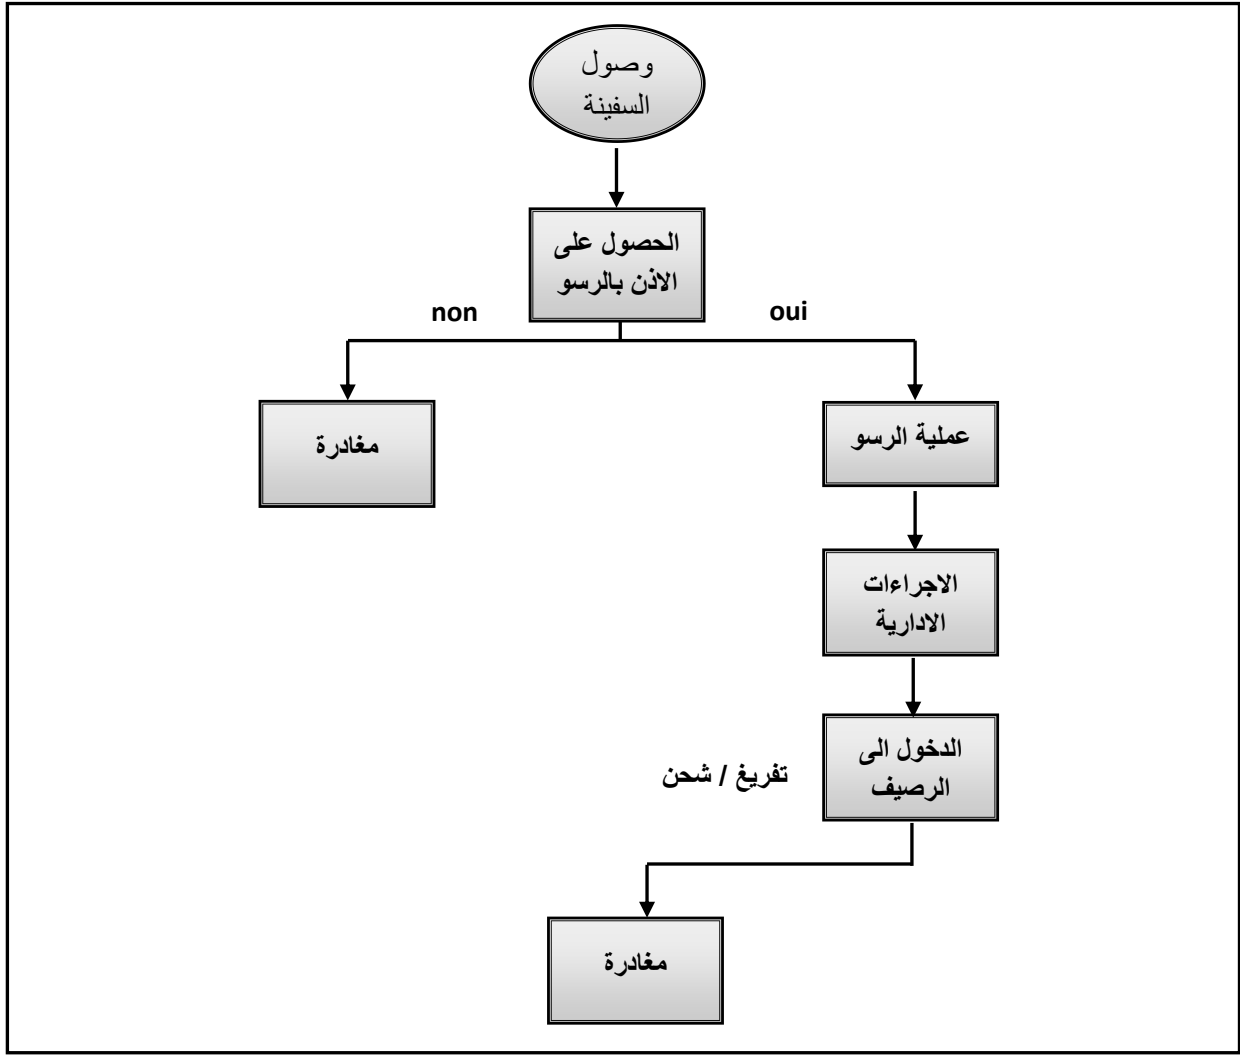 وصول
السفينة
الحصول على
الاذن بالرسو
non
oui
مغادرة
عملية الرسو
الاجراءات
الادارية
الدخول الى
الرصيف
تفريغ / شحن
مغادرة